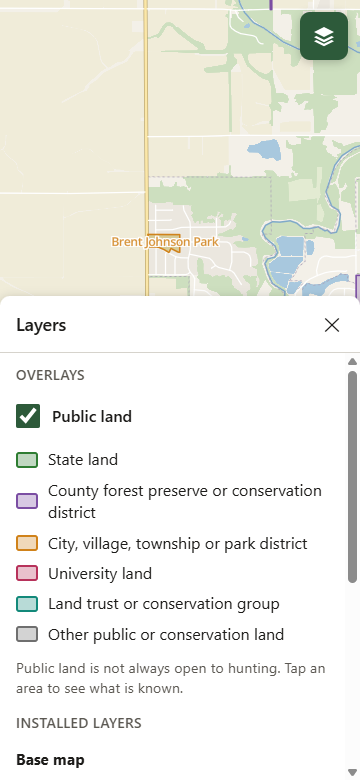 Brent Johnson Park
Layers
OVERLAYS
Public land
State land
County forest preserve or conservation
district
City, village, township or park district
University land
Land trust or conservation group
Other public or conservation land
Public land is not always open to hunting. Tap an
area to see what is known.
INSTALLED LAYERS
Base map